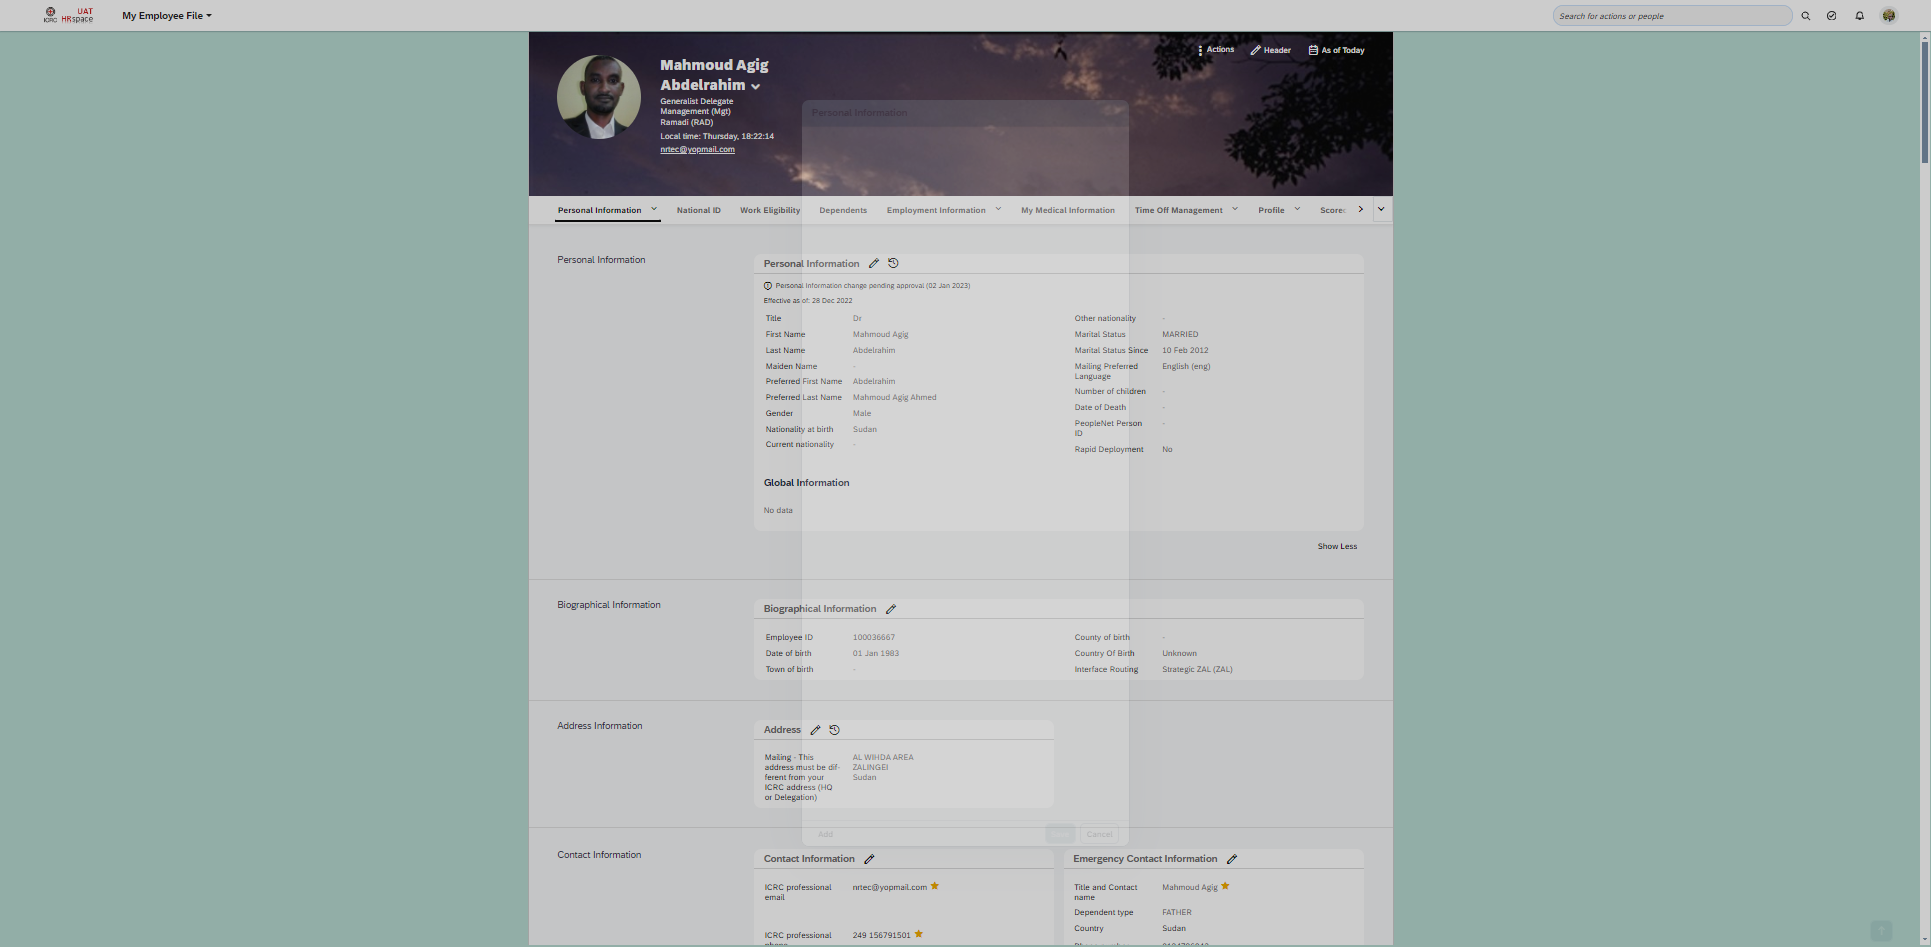 ICRC
UAT
HRspace
My Employee File
Search for actions or people
Actions
Header
As of Today
Mahmoud Agig
Abdelrahim
Generalist Delegate
Management (Mgt)
Ramadi (RAD)
Local time: Thursday, 18:22:14
nrtec@yopmail.com
Personal Information
Personal Information
National ID
Work Eligibility
Dependents
Employment Information
My Medical Information
Time Off Management
Profile
Score
Personal Information
Personal Information
Personal Information change pending approval (02 Jan 2023)
Effective as of: 28 Dec 2022
Title Dr
First Name Mahmoud Agig
Last Name Abdelrahim
Maiden Name -
Preferred First Name Abdelrahim
Preferred Last Name Mahmoud Agig Ahmed
Gender Male
Nationality at birth Sudan
Current nationality -
Other nationality -
Marital Status MARRIED
Marital Status Since 10 Feb 2012
Mailing Preferred English (eng)
Language
Number of children -
Date of Death -
PeopleNet Person -
ID
Rapid Deployment No
Global Information
No data
Show Less
Biographical Information
Biographical Information
Employee ID 100036667
Date of birth 01 Jan 1983
Town of birth -
County of birth -
Country Of Birth Unknown
Interface Routing Strategic ZAL (ZAL)
Address Information
Address
Mailing - This AL WIHDA AREA
address must be dif- ZALINGEI
ferent from your Sudan
ICRC address (HQ
or Delegation)
Add
Cancel
Contact Information
Contact Information
ICRC professional nrtec@yopmail.com
email
ICRC professional 249 156791501
Emergency Contact Information
Title and Contact Mahmoud Agig
name
Dependent type FATHER
Country Sudan